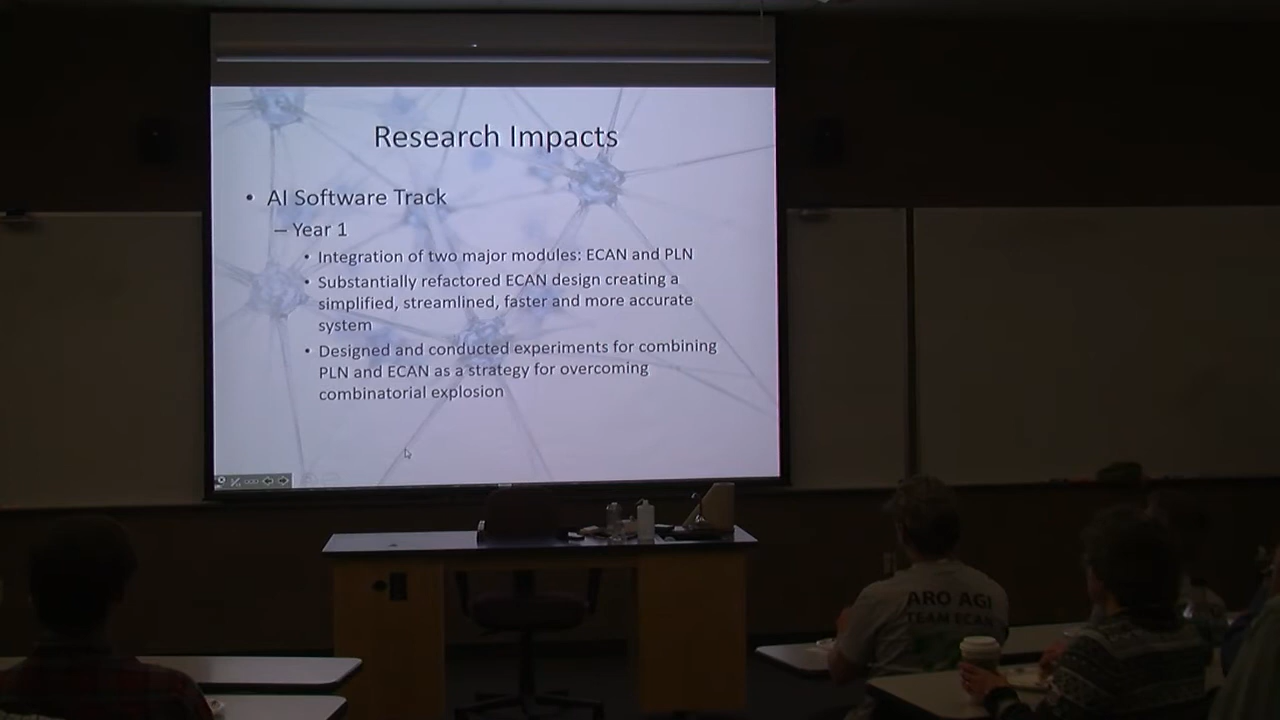 Research Impacts
• AI Software Track
– Year 1
• Integration of two major modules: ECAN and PLN
• Substantially refactored ECAN design creating a
simplified, streamlined, faster and more accurate
system
• Designed and conducted experiments for combining
PLN and ECAN as a strategy for overcoming
combinatorial explosion
ARO AGI
TEAM ECAN